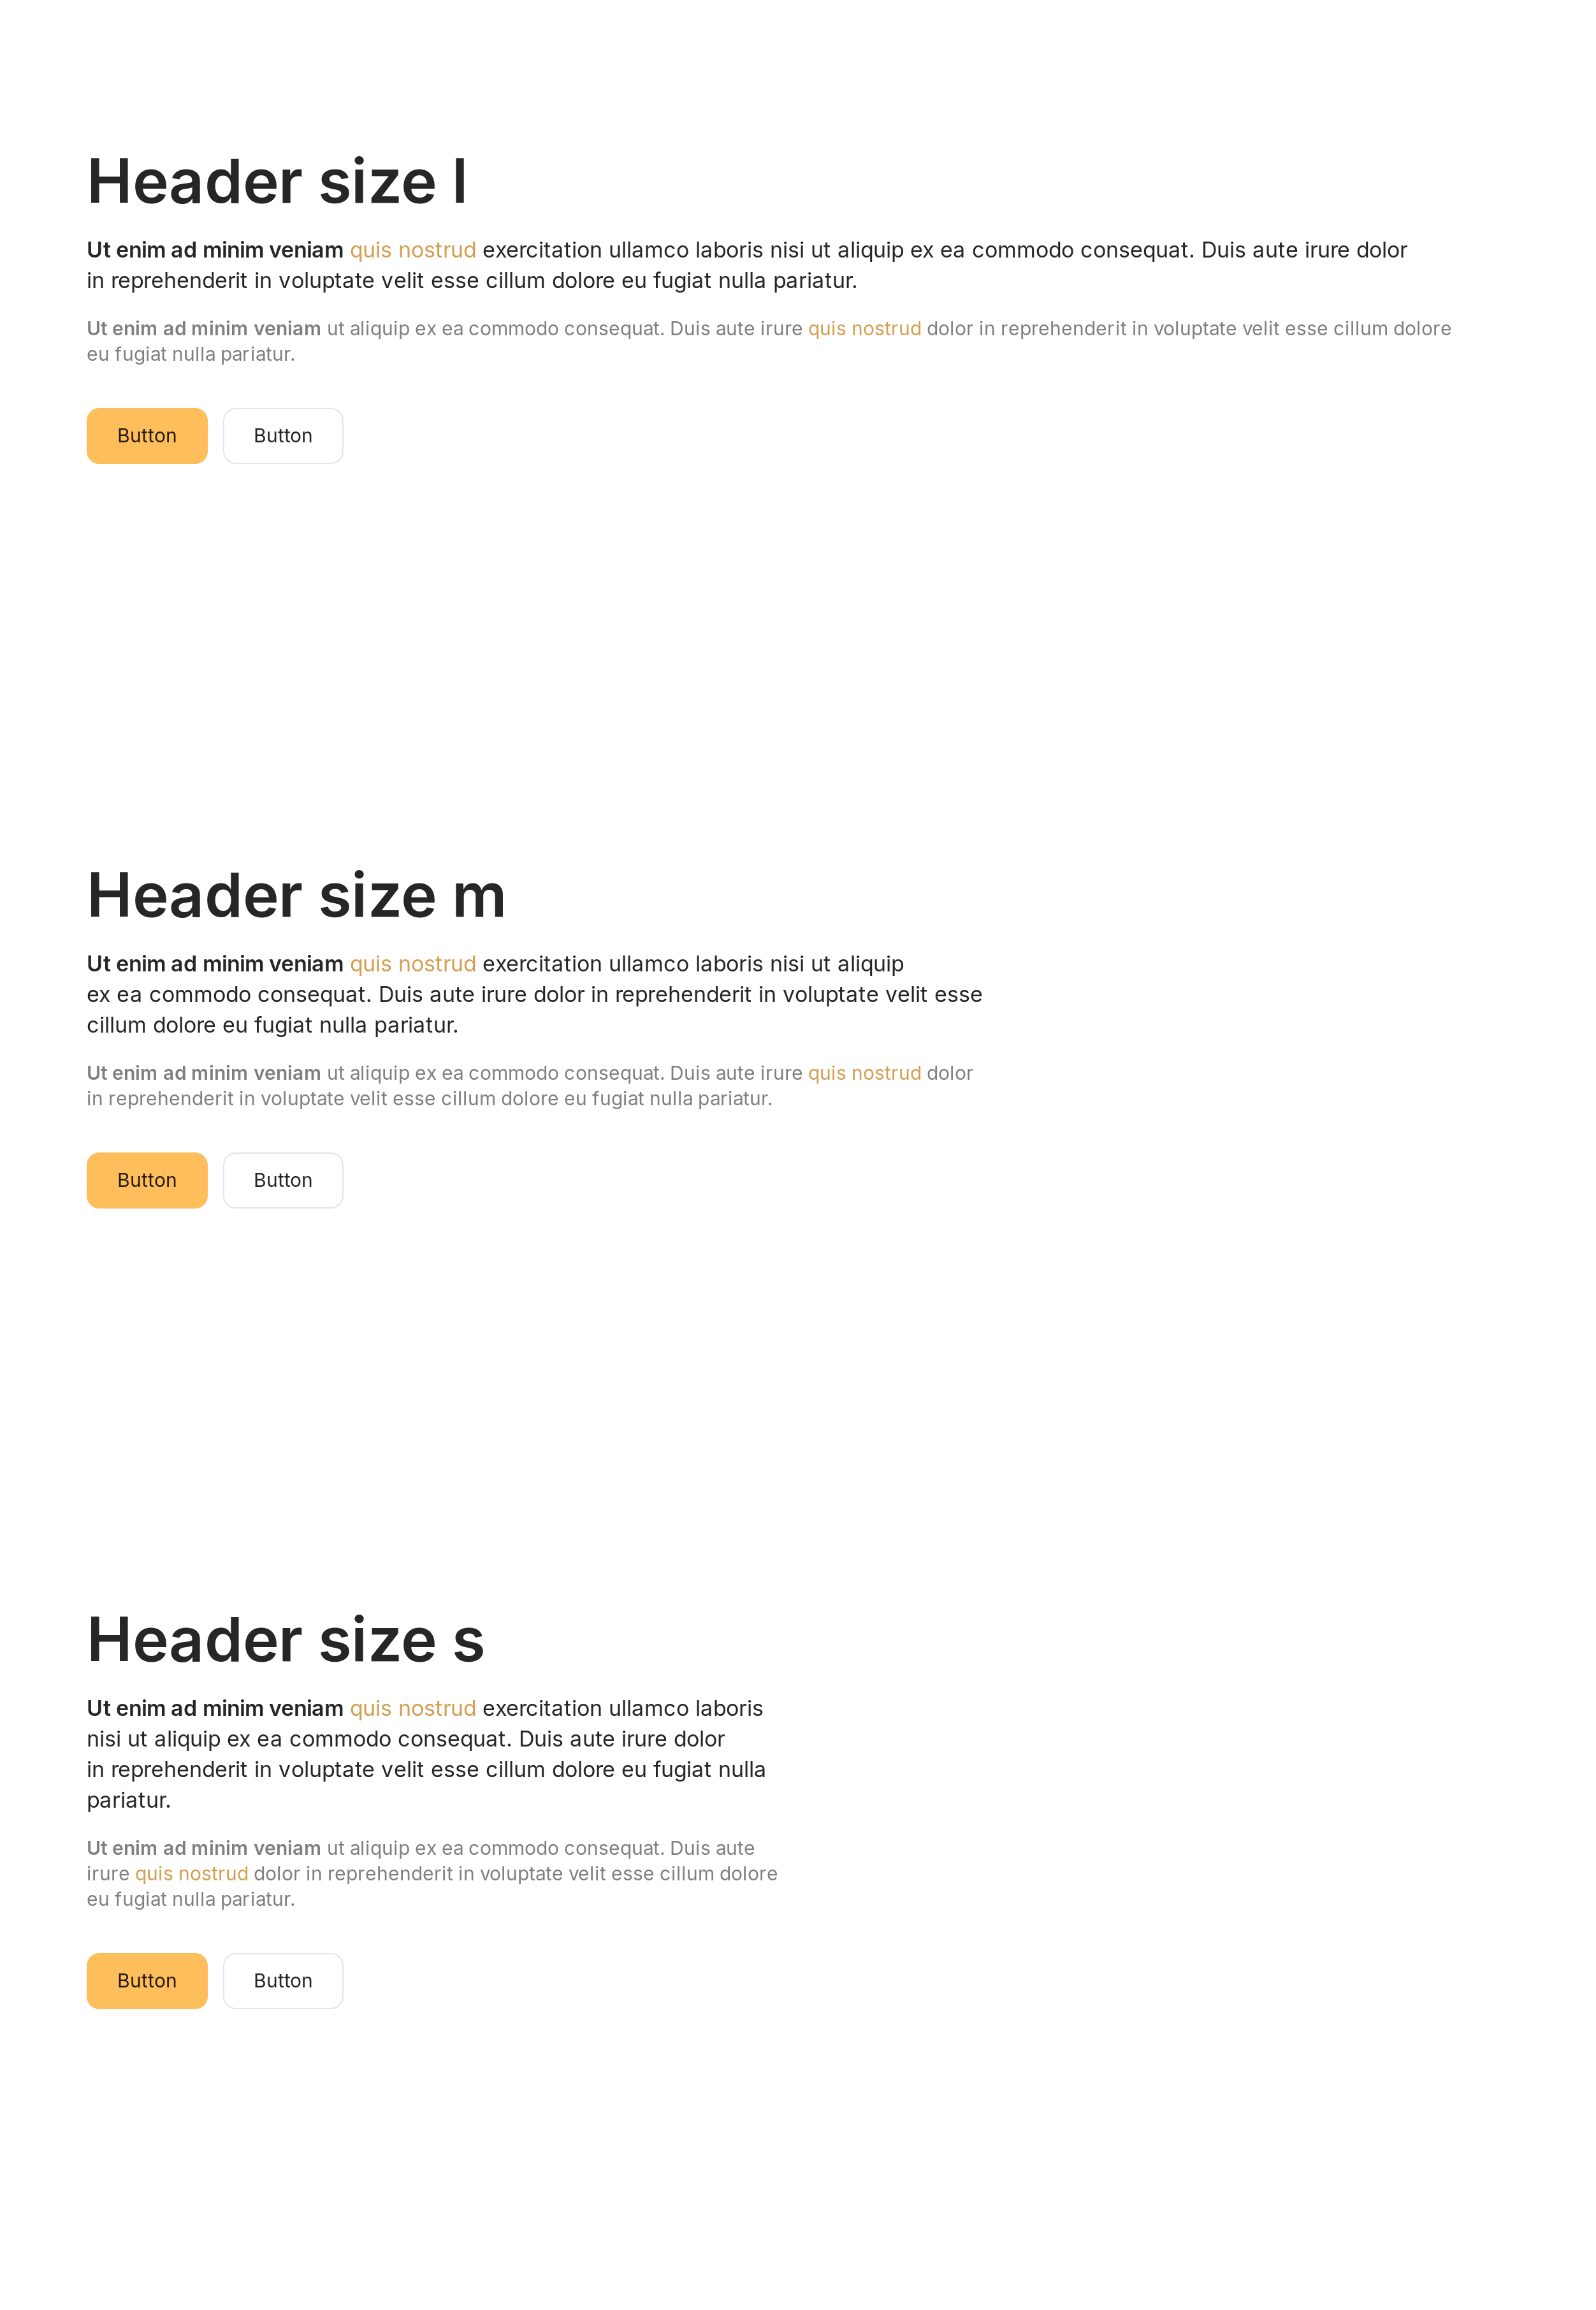 Header size l
Ut enim ad minim veniam quis nostrud exercitation ullamco laboris nisi ut aliquip ex ea commodo consequat. Duis aute irure dolor
in reprehenderit in voluptate velit esse cillum dolore eu fugiat nulla pariatur.
Ut enim ad minim veniam ut aliquip ex ea commodo consequat. Duis aute irure quis nostrud dolor in reprehenderit in voluptate velit esse cillum dolore
eu fugiat nulla pariatur.
Button Button
Header size m
Ut enim ad minim veniam quis nostrud exercitation ullamco laboris nisi ut aliquip
ex ea commodo consequat. Duis aute irure dolor in reprehenderit in voluptate velit esse
cillum dolore eu fugiat nulla pariatur.
Ut enim ad minim veniam ut aliquip ex ea commodo consequat. Duis aute irure quis nostrud dolor
in reprehenderit in voluptate velit esse cillum dolore eu fugiat nulla pariatur.
Button Button
Header size s
Ut enim ad minim veniam quis nostrud exercitation ullamco laboris
nisi ut aliquip ex ea commodo consequat. Duis aute irure dolor
in reprehenderit in voluptate velit esse cillum dolore eu fugiat nulla
pariatur.
Ut enim ad minim veniam ut aliquip ex ea commodo consequat. Duis aute
irure quis nostrud dolor in reprehenderit in voluptate velit esse cillum dolore
eu fugiat nulla pariatur.
Button Button